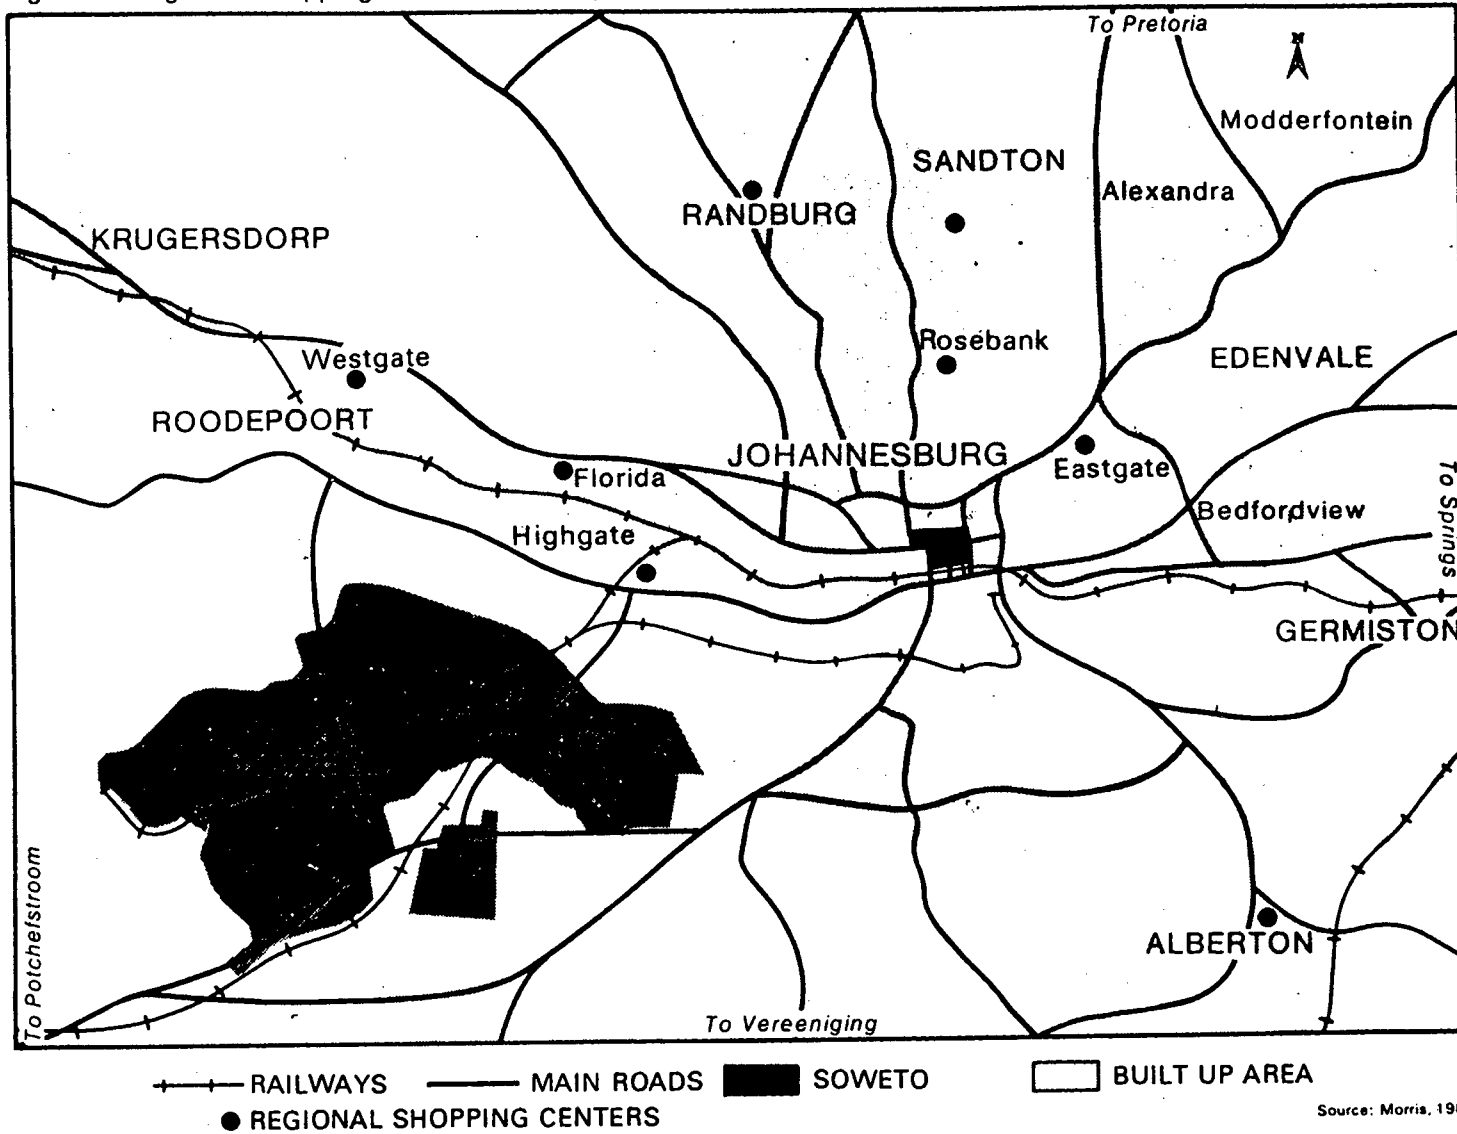 To Pretoria
N
Modderfontein
SANDTON
Alexandra
RANDBURG
KRUGERSDORP
Rosebank
Westgate
EDENVALE
ROODEPOORT
JOHANNESBURG
Eastgate
Florida
To Springs
Bedfordview
Highgate
GERMISTON
To Potchefstroom
ALBERTON
To Vereeniging
RAILWAYS
MAIN ROADS
SOWETO
BUILT UP AREA
REGIONAL SHOPPING CENTERS
Source: Morris,